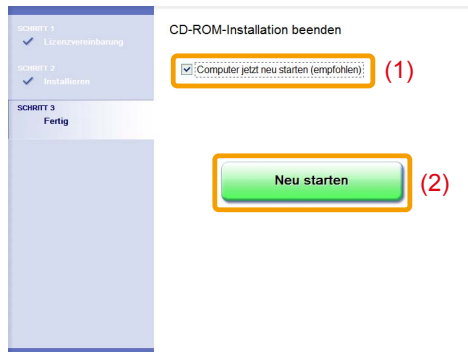 SCHRITT 1
Lizenzvereinbarung
SCHRITT 2
Installieren
SCHRITT 3
Fertig
CD-ROM-Installation beenden
Computer jetzt neu starten (empfohlen)
(1)
Neu starten
(2)